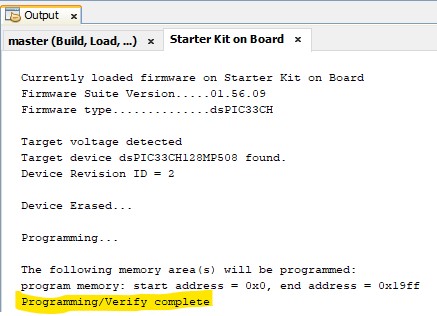 Output x
master (Build, Load, ...) x Starter Kit on Board x
Currently loaded firmware on Starter Kit on Board
Firmware Suite Version.....01.56.09
Firmware type..............dsPIC33CH
Target voltage detected
Target device dsPIC33CH128MP508 found.
Device Revision ID = 2
Device Erased...
Programming...
The following memory area(s) will be programmed:
program memory: start address = 0x0, end address = 0x19ff
Programming/Verify complete